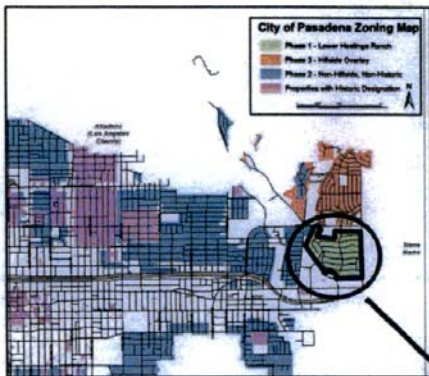 City of Pasadena Zoning Map
Phase 1 - Lower Hastings Ranch
Phase 3 - Hillside Overlay
Phase 2 - Non-Hillside, Non-Historic
Properties with Historic Designation
N
Altadena
(Los Angeles
County)
Sierra
Madre